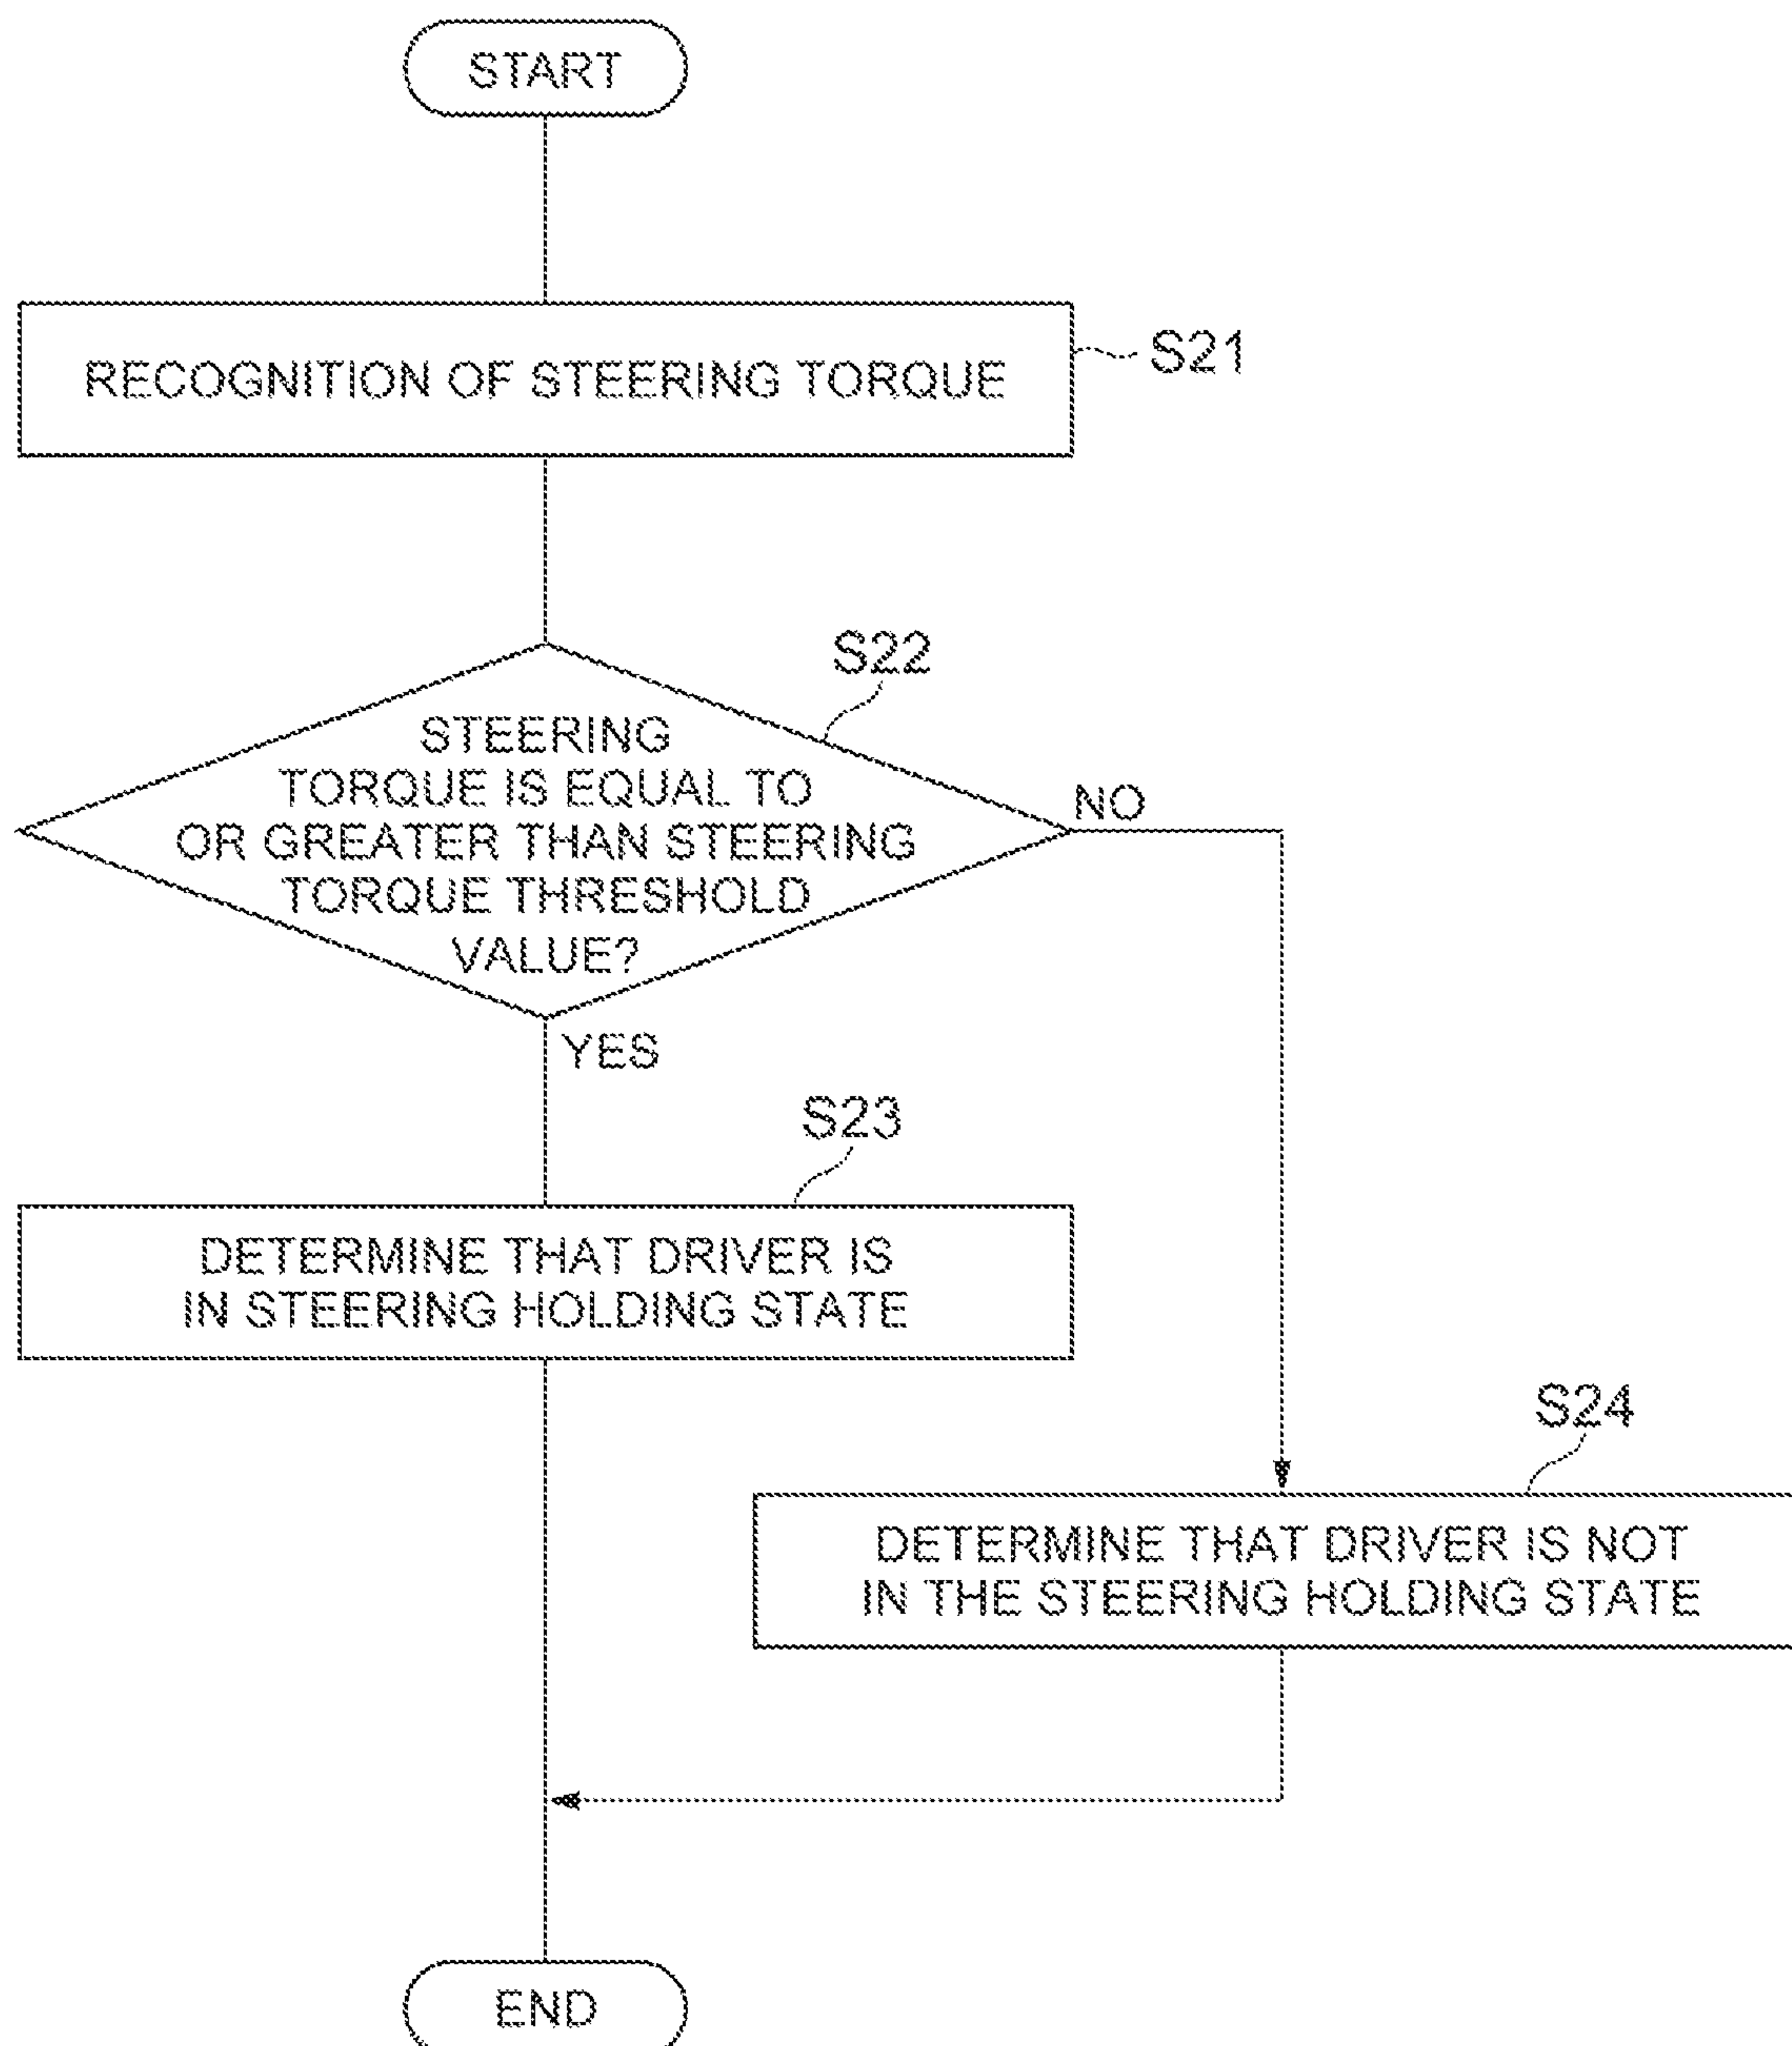 START
RECOGNITION OF STEERING TORQUE
S21
S22
STEERING
TORQUE IS EQUAL TO
OR GREATER THAN STEERING
TORQUE THRESHOLD
VALUE?
NO
YES
S23
DETERMINE THAT DRIVER IS
IN STEERING HOLDING STATE
S24
DETERMINE THAT DRIVER IS NOT
IN THE STEERING HOLDING STATE
END